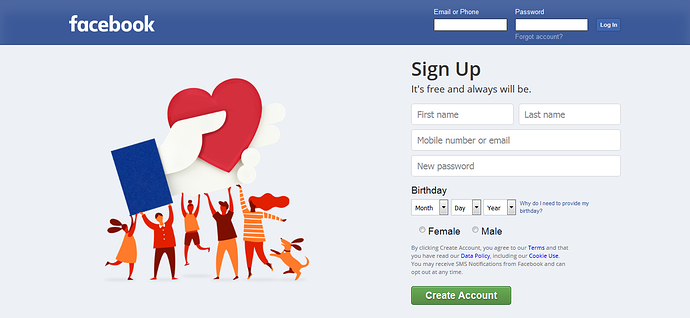 facebook
Email or Phone
Password
Log In
Forgot account?
Sign Up
It's free and always will be.
First name
Last name
Mobile number or email
New password
Birthday
Month
Day
Year
Why do I need to provide my
birthday?
Female
Male
By clicking Create Account, you agree to our Terms and that
you have read our Data Policy, including our Cookie Use.
You may receive SMS Notifications from Facebook and can
opt out at any time.
Create Account